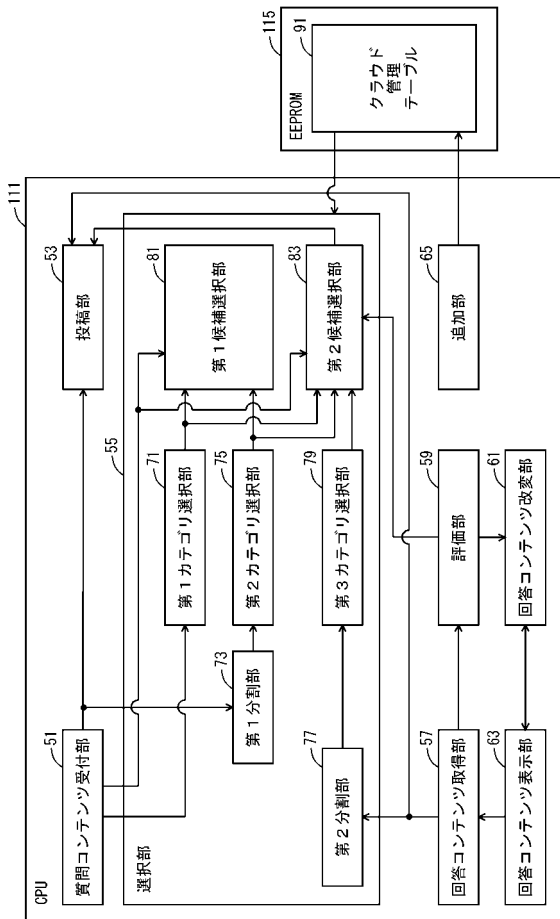 CPU
111
質問コンテンツ受付部
51
投稿部
53
選択部
55
第1カテゴリ選択部
71
第1候補選択部
81
第1分割部
73
第2カテゴリ選択部
75
第2分割部
77
第3カテゴリ選択部
79
第2候補選択部
83
回答コンテンツ取得部
57
評価部
59
追加部
65
回答コンテンツ表示部
63
回答コンテンツ改変部
61
EEPROM
115
クラウド
管理
テーブル
91